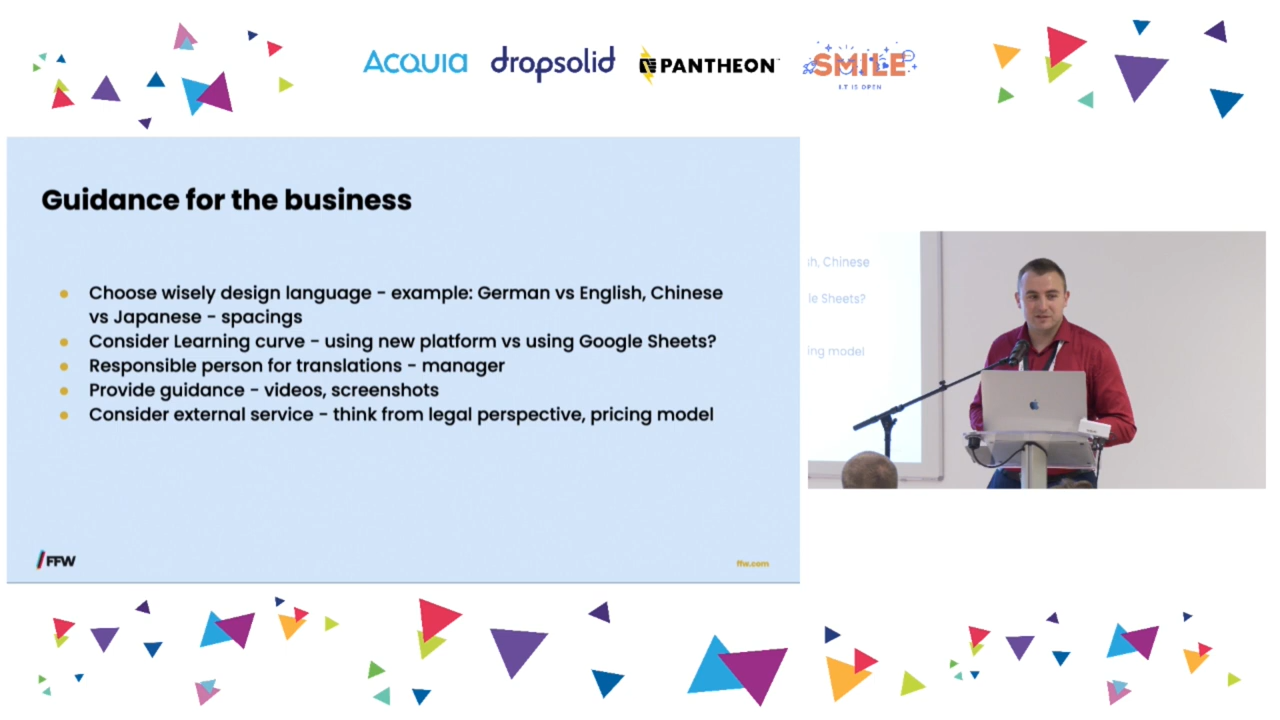 Acquia dropsolid PANTHEON SMILE
I.T IS OPEN
Guidance for the business
• Choose wisely design language - example: German vs English, Chinese
vs Japanese - spacings
• Consider Learning curve - using new platform vs using Google Sheets?
• Responsible person for translations - manager
• Provide guidance - videos, screenshots
• Consider external service - think from legal perspective, pricing model
FFW
ffw.com
Chinese
Sheets?
model